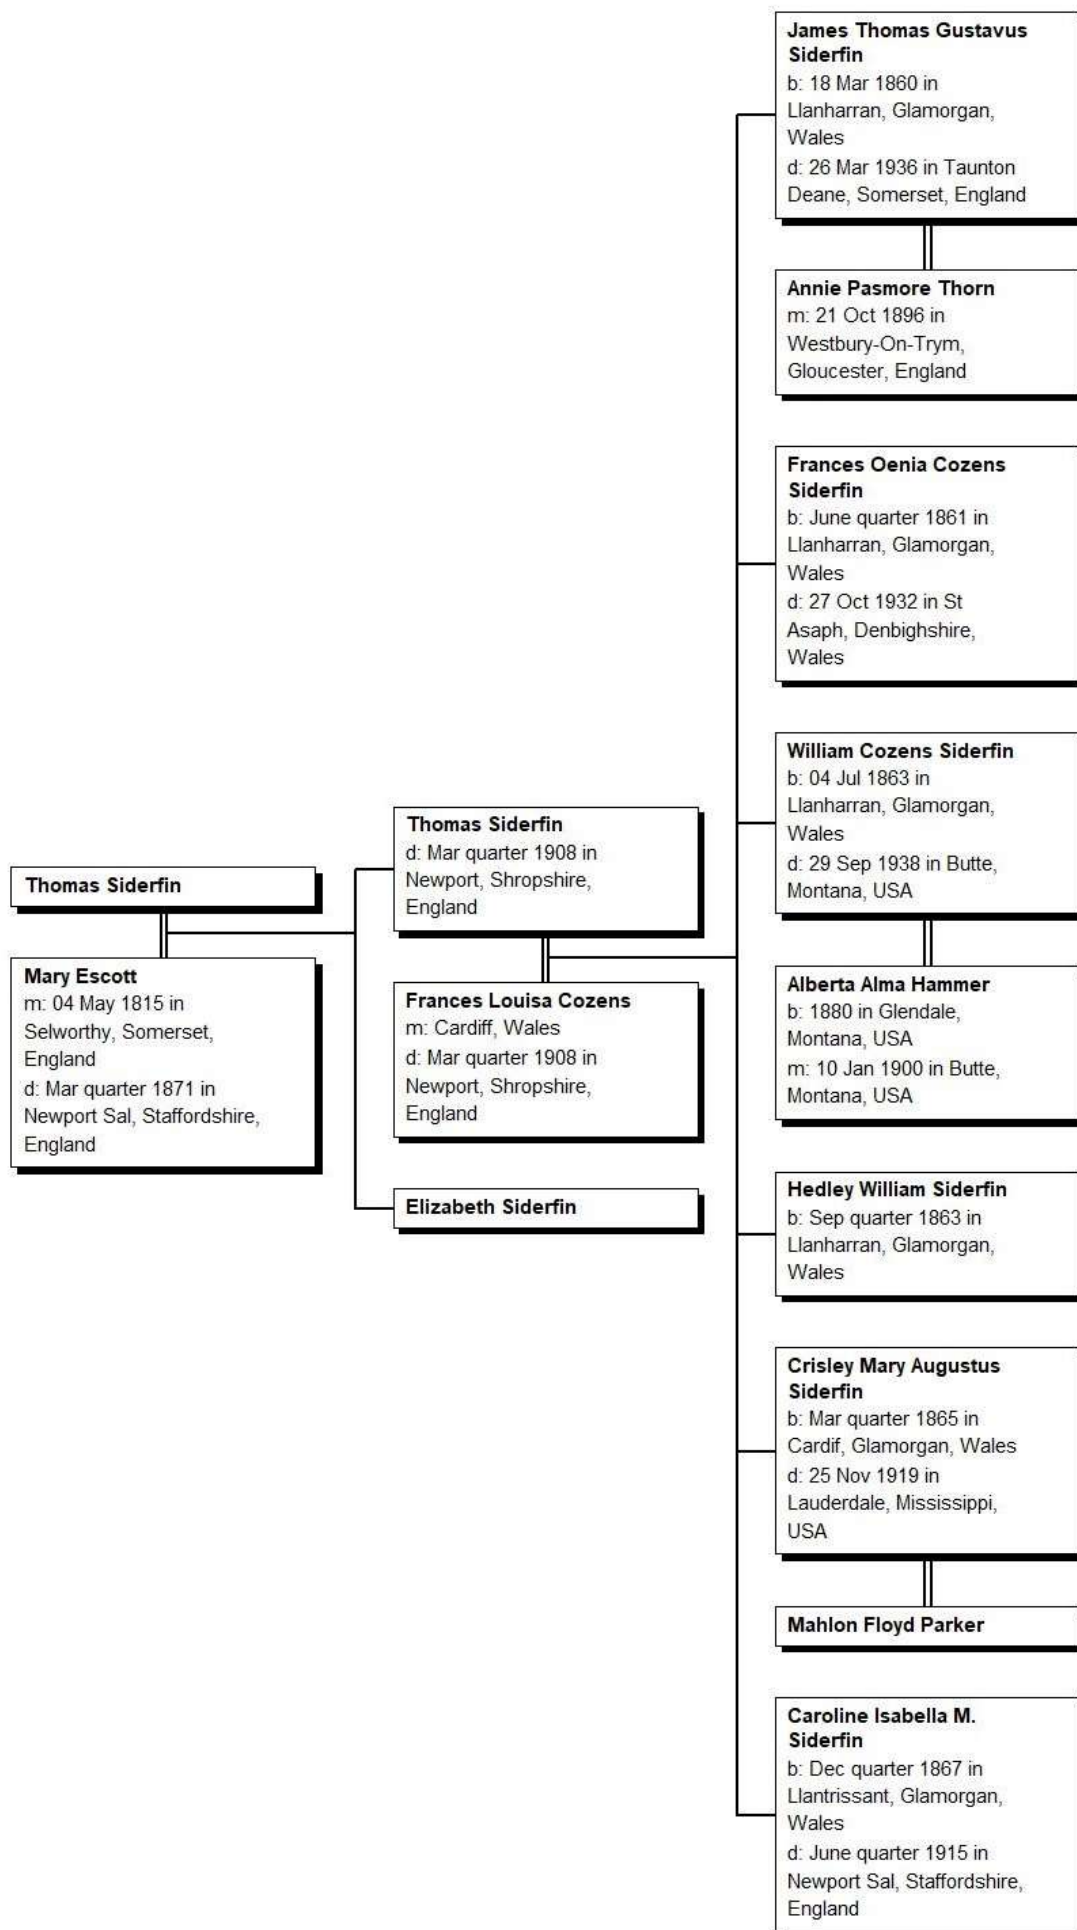 Thomas Siderfin
Mary Escott
m: 04 May 1815 in
Selworthy, Somerset,
England
d: Mar quarter 1871 in
Newport Sal, Staffordshire,
England
Thomas Siderfin
d: Mar quarter 1908 in
Newport, Shropshire,
England
Frances Louisa Cozens
m: Cardiff, Wales
d: Mar quarter 1908 in
Newport, Shropshire,
England
Elizabeth Siderfin
James Thomas Gustavus
Siderfin
b: 18 Mar 1860 in
Llanharran, Glamorgan,
Wales
d: 26 Mar 1936 in Taunton
Deane, Somerset, England
Annie Pasmore Thorn
m: 21 Oct 1896 in
Westbury-On-Trym,
Gloucester, England
Frances Oenia Cozens
Siderfin
b: June quarter 1861 in
Llanharran, Glamorgan,
Wales
d: 27 Oct 1932 in St
Asaph, Denbighshire,
Wales
William Cozens Siderfin
b: 04 Jul 1863 in
Llanharran, Glamorgan,
Wales
d: 29 Sep 1938 in Butte,
Montana, USA
Alberta Alma Hammer
b: 1880 in Glendale,
Montana, USA
m: 10 Jan 1900 in Butte,
Montana, USA
Hedley William Siderfin
b: Sep quarter 1863 in
Llanharran, Glamorgan,
Wales
Crisley Mary Augustus
Siderfin
b: Mar quarter 1865 in
Cardif, Glamorgan, Wales
d: 25 Nov 1919 in
Lauderdale, Mississippi,
USA
Mahlon Floyd Parker
Caroline Isabella M.
Siderfin
b: Dec quarter 1867 in
Llantrissant, Glamorgan,
Wales
d: June quarter 1915 in
Newport Sal, Staffordshire,
England